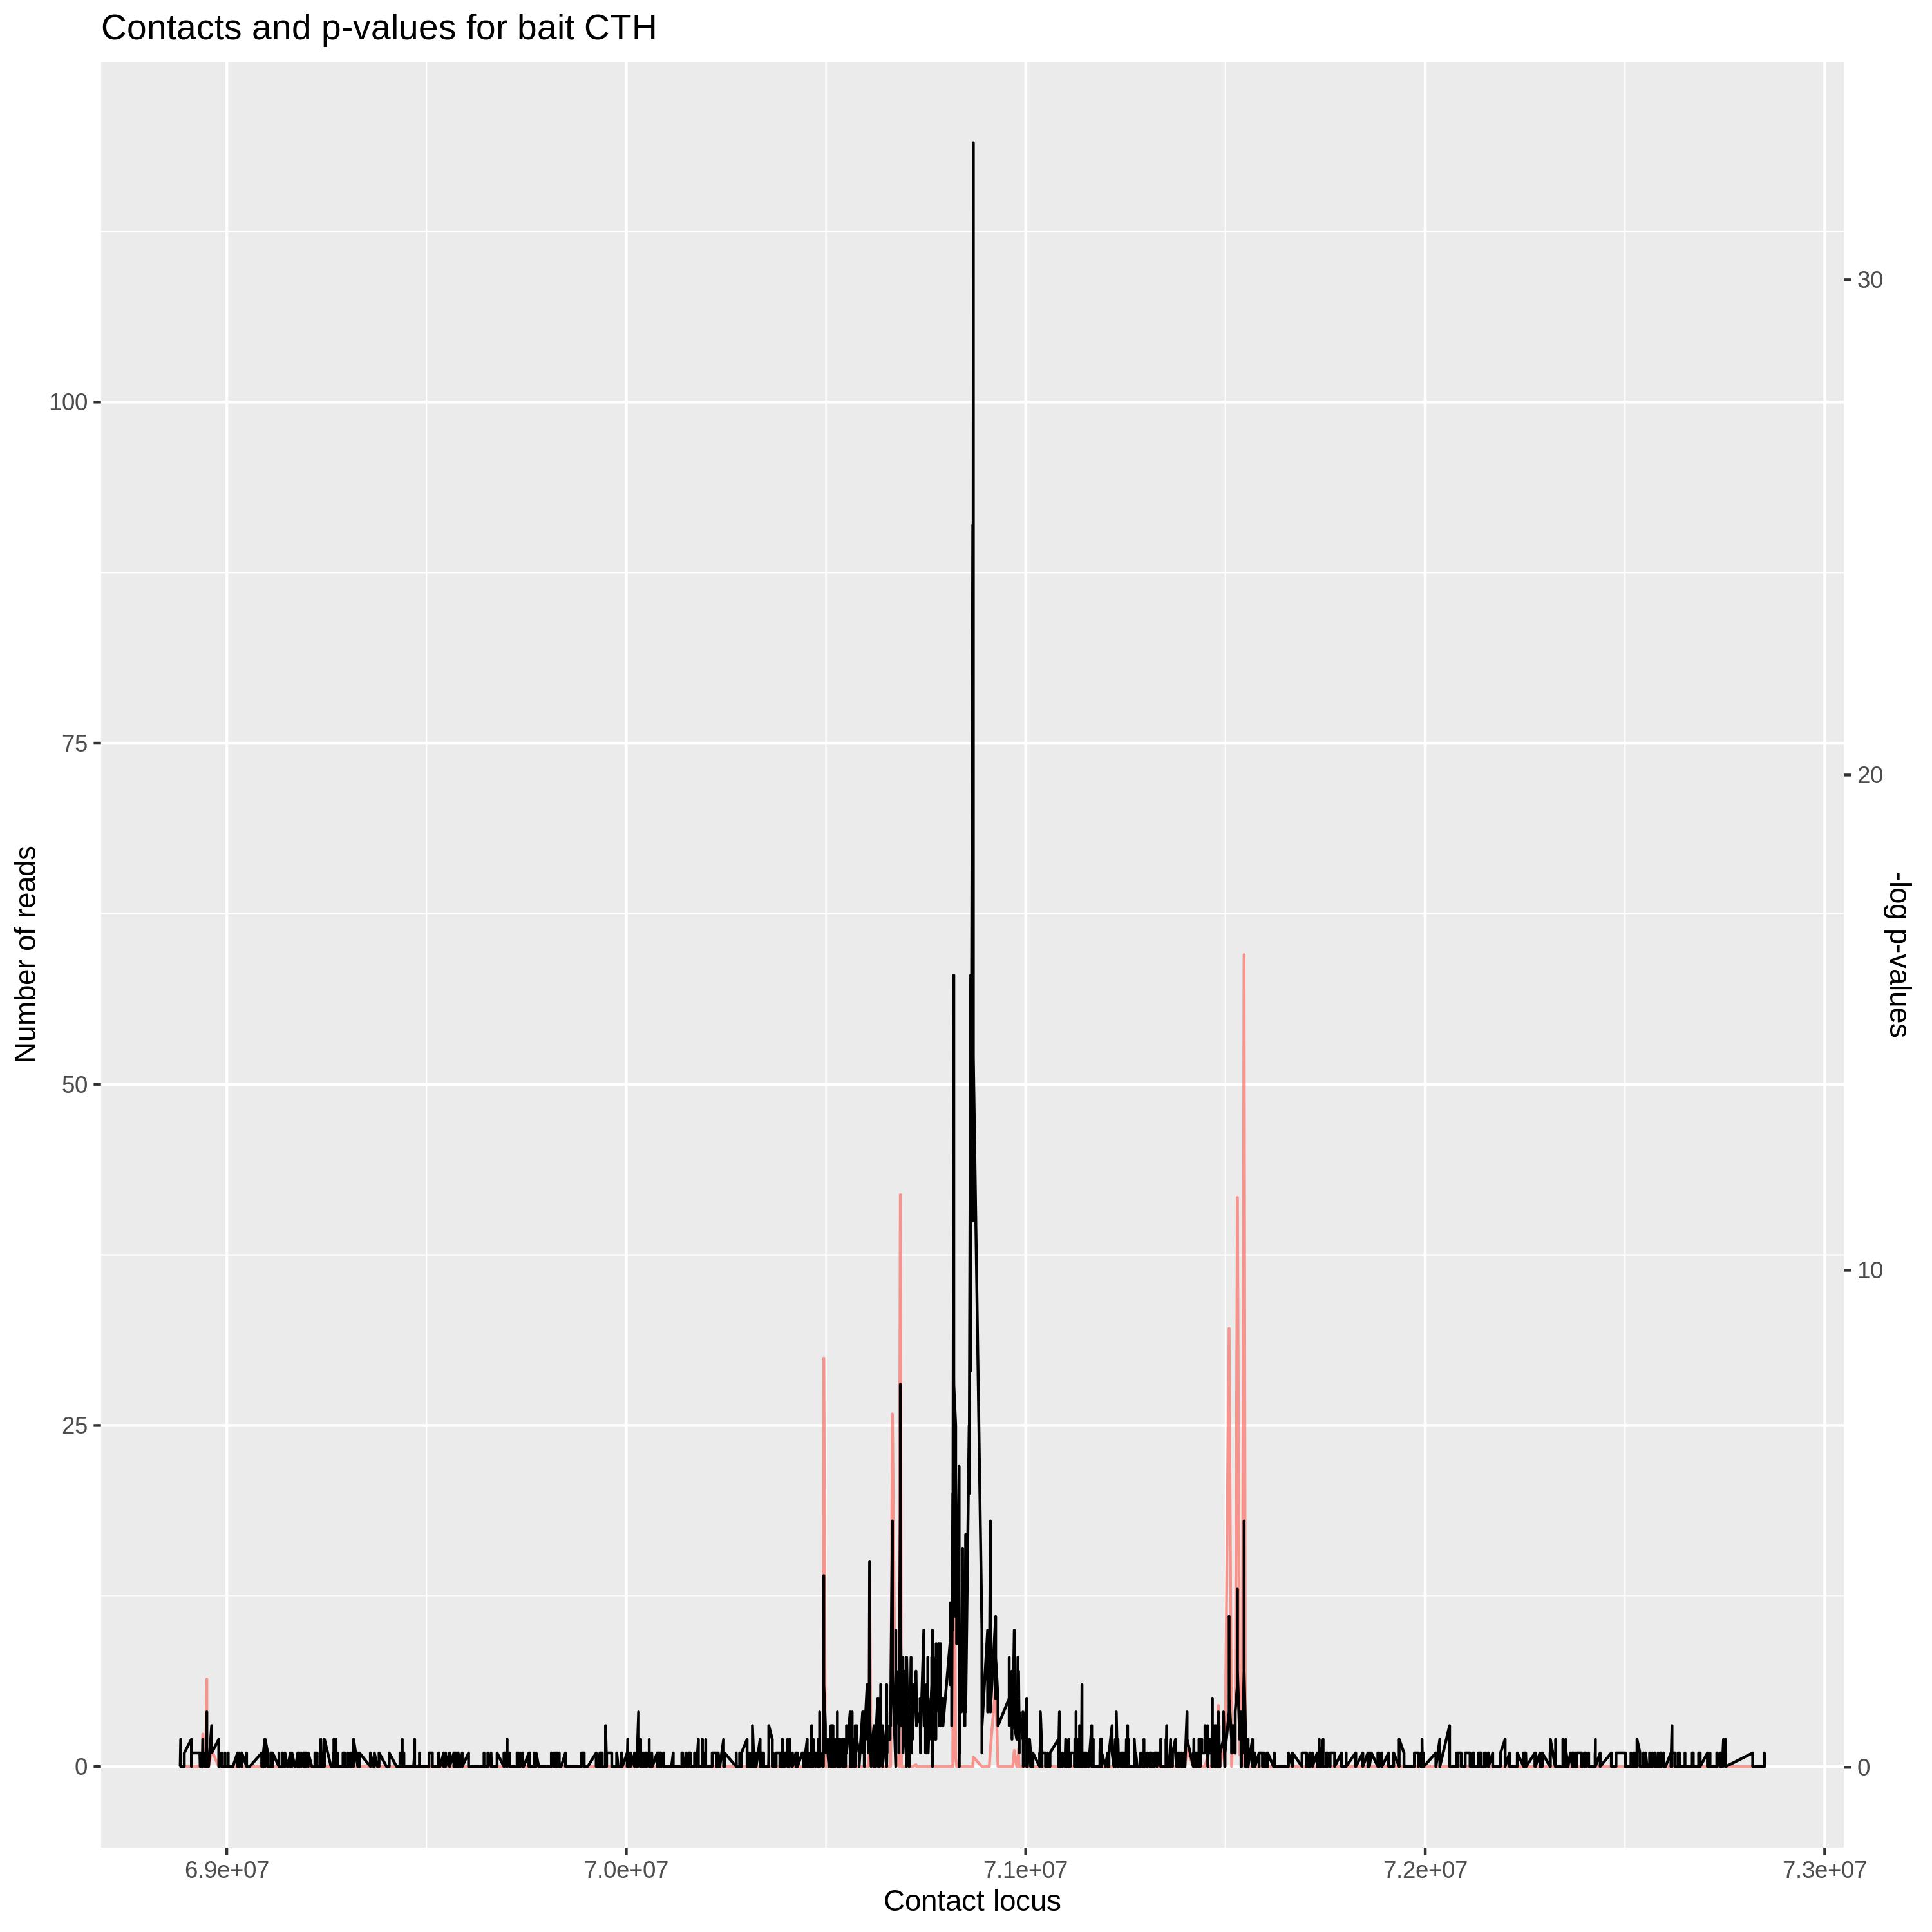 Contacts and p-values for bait CTH
Number of reads
100
75
50
25
0
30
20
10
0
-log p-values
6.9e+07
7.0e+07
7.1e+07
7.2e+07
7.3e+07
Contact locus